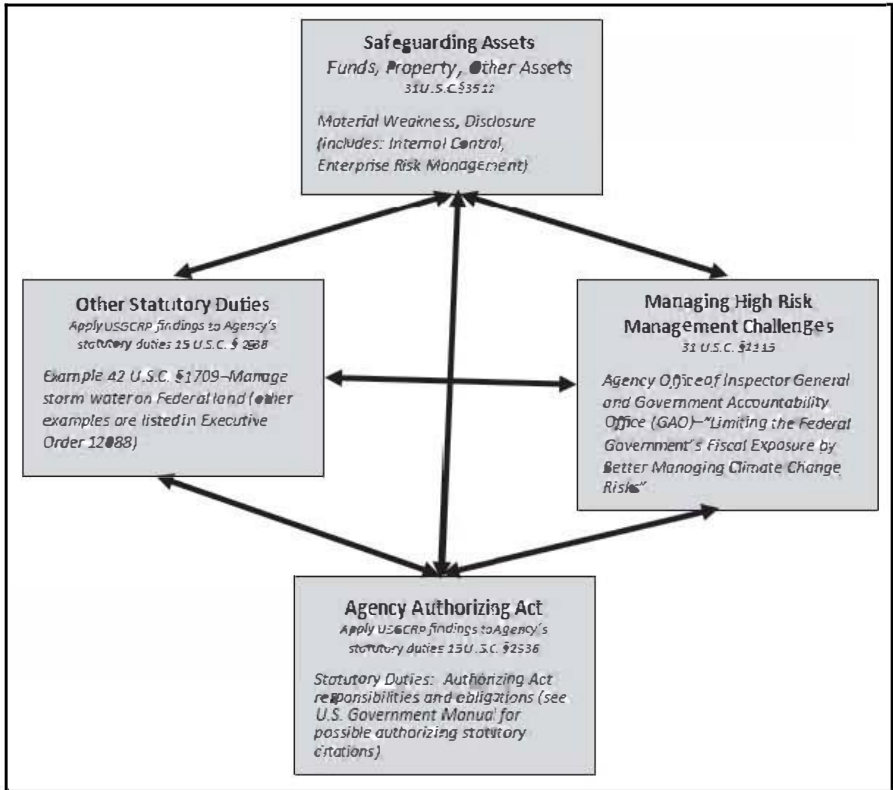 Safeguarding Assets
Funds, Property, Other Assets
31 U.S.C §3512
Material Weakness, Disclosure
(includes: Internal Control,
Enterprise Risk Management)
Other Statutory Duties
Apply USGCRP findings to Agency's
statutory duties 15 U.S.C. §
Example 42 U.S.C. §1709–Manage
storm water on Federal land (other
examples are listed in Executive
Order 12088)
Managing High Risk
Management Challenges
31 U.S.C. §1115
Agency Office of Inspector General
and Government Accountability
Office (GAO)–"Limiting the Federal
Government's Fiscal Exposure by
Better Managing Climate Change
Risks"
Agency Authorizing Act
Apply USGCRP findings to Agency's
statutory duties 15 U.S.C. §
Statutory Duties: Authorizing Act
responsibilities and obligations (see
U.S. Government Manual for
possible authorizing statutory
citations)